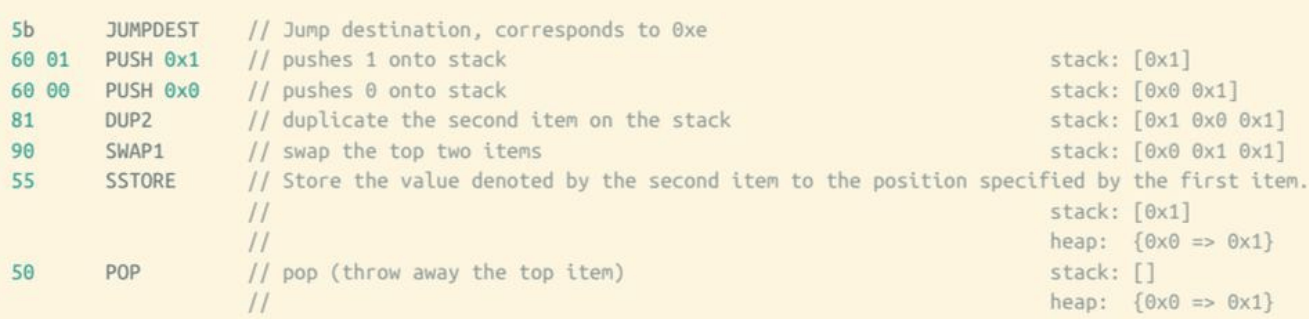 5b JUMPDEST // Jump destination, corresponds to 0xe
60 01 PUSH 0x1 // pushes 1 onto stack stack: [0x1]
60 00 PUSH 0x0 // pushes 0 onto stack stack: [0x0 0x1]
81 DUP2 // duplicate the second item on the stack stack: [0x1 0x0 0x1]
90 SWAP1 // swap the top two items stack: [0x0 0x1 0x1]
55 SSTORE // Store the value denoted by the second item to the position specified by the first item.
// stack: [0x1]
// heap: {0x0 => 0x1}
50 POP // pop (throw away the top item) stack: []
// heap: {0x0 => 0x1}